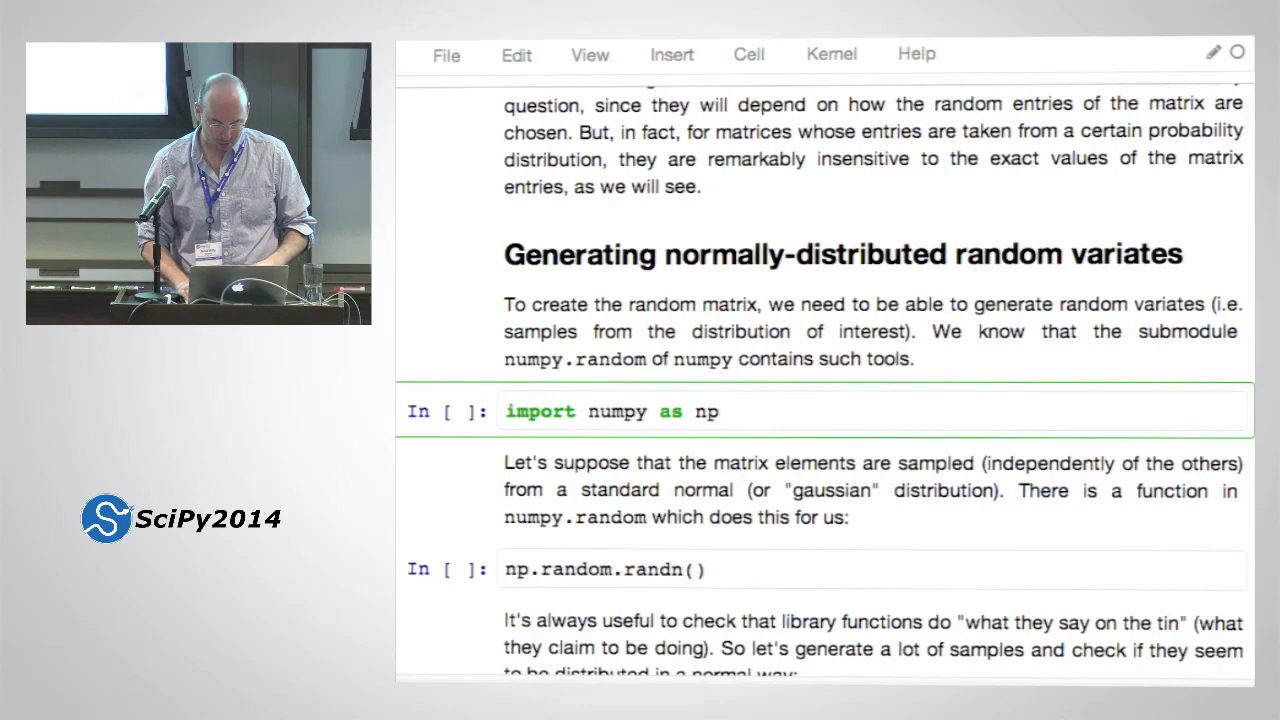 File Edit View Insert Cell Kernel Help
question, since they will depend on how the random entries of the matrix are
chosen. But, in fact, for matrices whose entries are taken from a certain probability
distribution, they are remarkably insensitive to the exact values of the matrix
entries, as we will see.
Generating normally-distributed random variates
To create the random matrix, we need to be able to generate random variates (i.e.
samples from the distribution of interest). We know that the submodule
numpy.random of numpy contains such tools.
In [ ]: import numpy as np
Let's suppose that the matrix elements are sampled (independently of the others)
from a standard normal (or "gaussian" distribution). There is a function in
numpy.random which does this for us:
In [ ]: np.random.randn()
It's always useful to check that library functions do "what they say on the tin" (what
they claim to be doing). So let's generate a lot of samples and check if they seem
to be distributed in a normal way:
SciPy2014